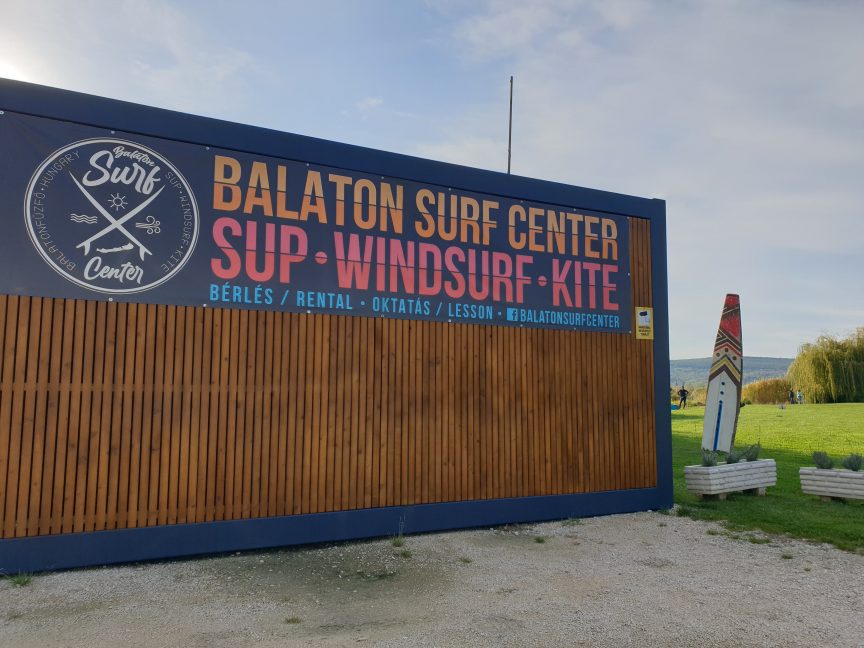 Balaton
Surf
Center
BALATONFŰZFŐ•HUNGARY
SUP•WINDSURF•KITE
BALATON SURF CENTER
SUP•WINDSURF•KITE
BÉRLÉS / RENTAL • OKTATÁS / LESSON • BALATONSURFCENTER